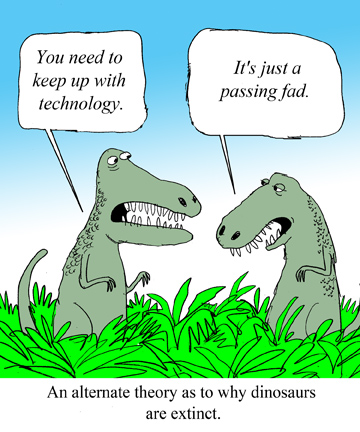 You need to
keep up with
technology.
It's just a
passing fad.
An alternate theory as to why dinosaurs
are extinct.